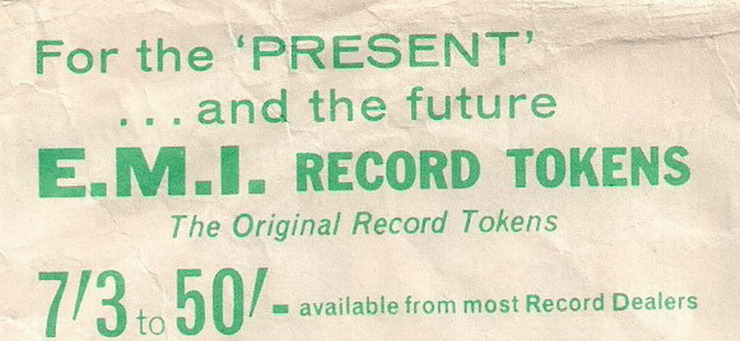 For the 'PRESENT'
...and the future
E.M.I. RECORD TOKENS
The Original Record Tokens
7/3 to 50/- available from most Record Dealers